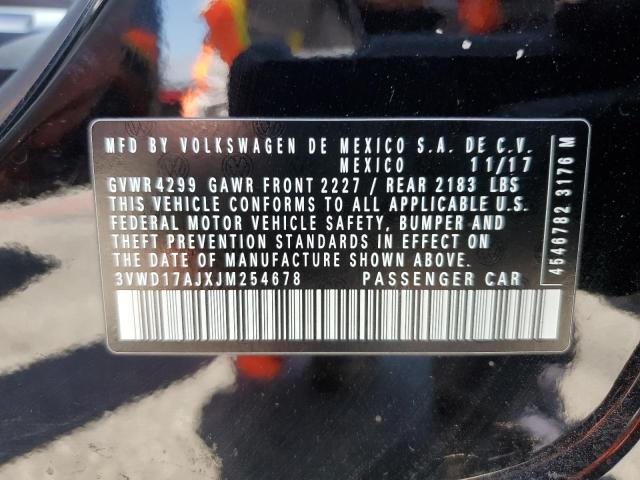 MFD BY VOLKSWAGEN DE MEXICO S.A. DE C.V.
MEXICO 11/17
GVWR 4299 GAWR FRONT 2227 / REAR 2183 LBS
THIS VEHICLE CONFORMS TO ALL APPLICABLE U.S.
FEDERAL MOTOR VEHICLE SAFETY, BUMPER AND
THEFT PREVENTION STANDARDS IN EFFECT ON
THE DATE OF MANUFACTURE SHOWN ABOVE.
3VWD17AJXJM254678 PASSENGER CAR
4546782 3176 M